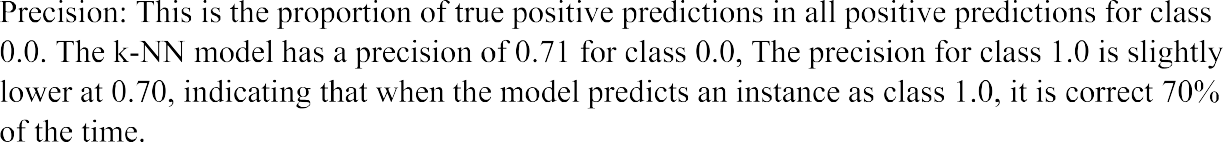 Precision: This is the proportion of true positive predictions in all positive predictions for class
0.0. The k-NN model has a precision of 0.71 for class 0.0, The precision for class 1.0 is slightly
lower at 0.70, indicating that when the model predicts an instance as class 1.0, it is correct 70%
of the time.